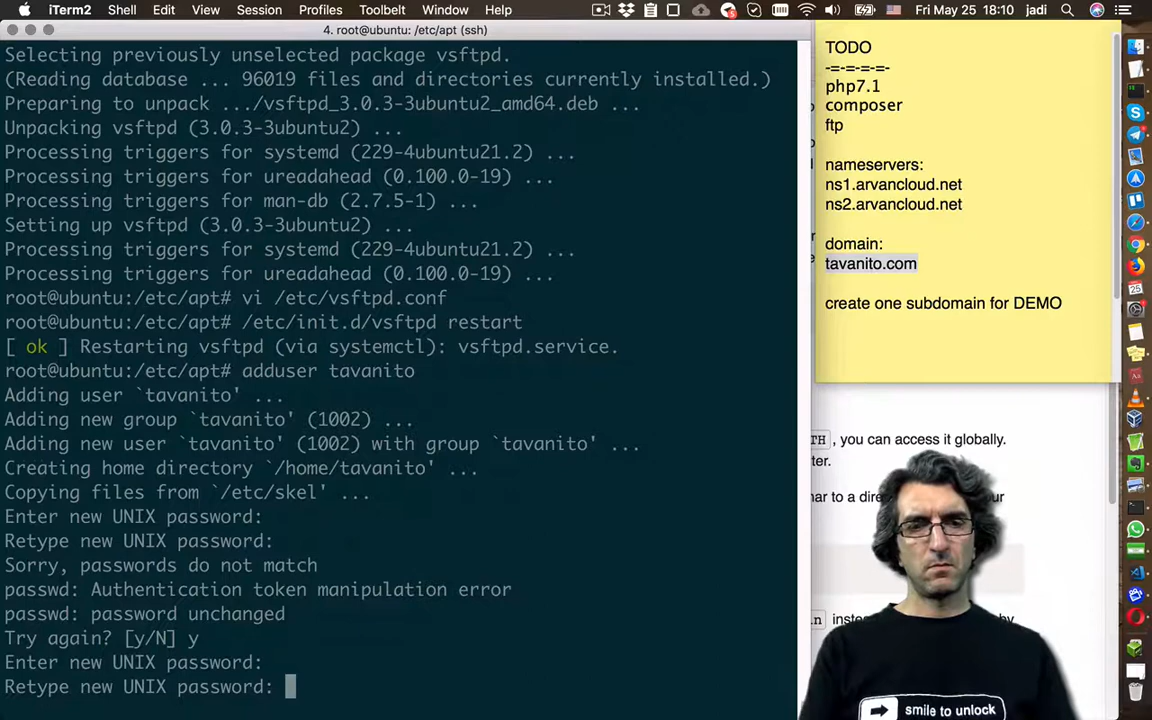 iTerm2 Shell Edit View Session Profiles Toolbelt Window Help Fri May 25 18:10 jadi
4. root@ubuntu: /etc/apt (ssh)
Selecting previously unselected package vsftpd.
(Reading database ... 96019 files and directories currently installed.)
Preparing to unpack .../vsftpd_3.0.3-3ubuntu2_amd64.deb ...
Unpacking vsftpd (3.0.3-3ubuntu2) ...
Processing triggers for systemd (229-4ubuntu21.2) ...
Processing triggers for ureadahead (0.100.0-19) ...
Processing triggers for man-db (2.7.5-1) ...
Setting up vsftpd (3.0.3-3ubuntu2) ...
Processing triggers for systemd (229-4ubuntu21.2) ...
Processing triggers for ureadahead (0.100.0-19) ...
root@ubuntu:/etc/apt# vi /etc/vsftpd.conf
root@ubuntu:/etc/apt# /etc/init.d/vsftpd restart
[ ok ] Restarting vsftpd (via systemctl): vsftpd.service.
root@ubuntu:/etc/apt# adduser tavanito
Adding user `tavanito' ...
Adding new group `tavanito' (1002) ...
Adding new user `tavanito' (1002) with group `tavanito' ...
Creating home directory `/home/tavanito' ...
Copying files from `/etc/skel' ...
Enter new UNIX password:
Retype new UNIX password:
Sorry, passwords do not match
passwd: Authentication token manipulation error
passwd: password unchanged
Try again? [y/N] y
Enter new UNIX password:
Retype new UNIX password:
TODO
-=-=-=-=-
php7.1
composer
ftp
nameservers:
ns1.arvancloud.net
ns2.arvancloud.net
domain:
tavanito.com
create one subdomain for DEMO
TH , you can access it globally.
ter.
nar to a dire
our
in inste
by
smile to unlock